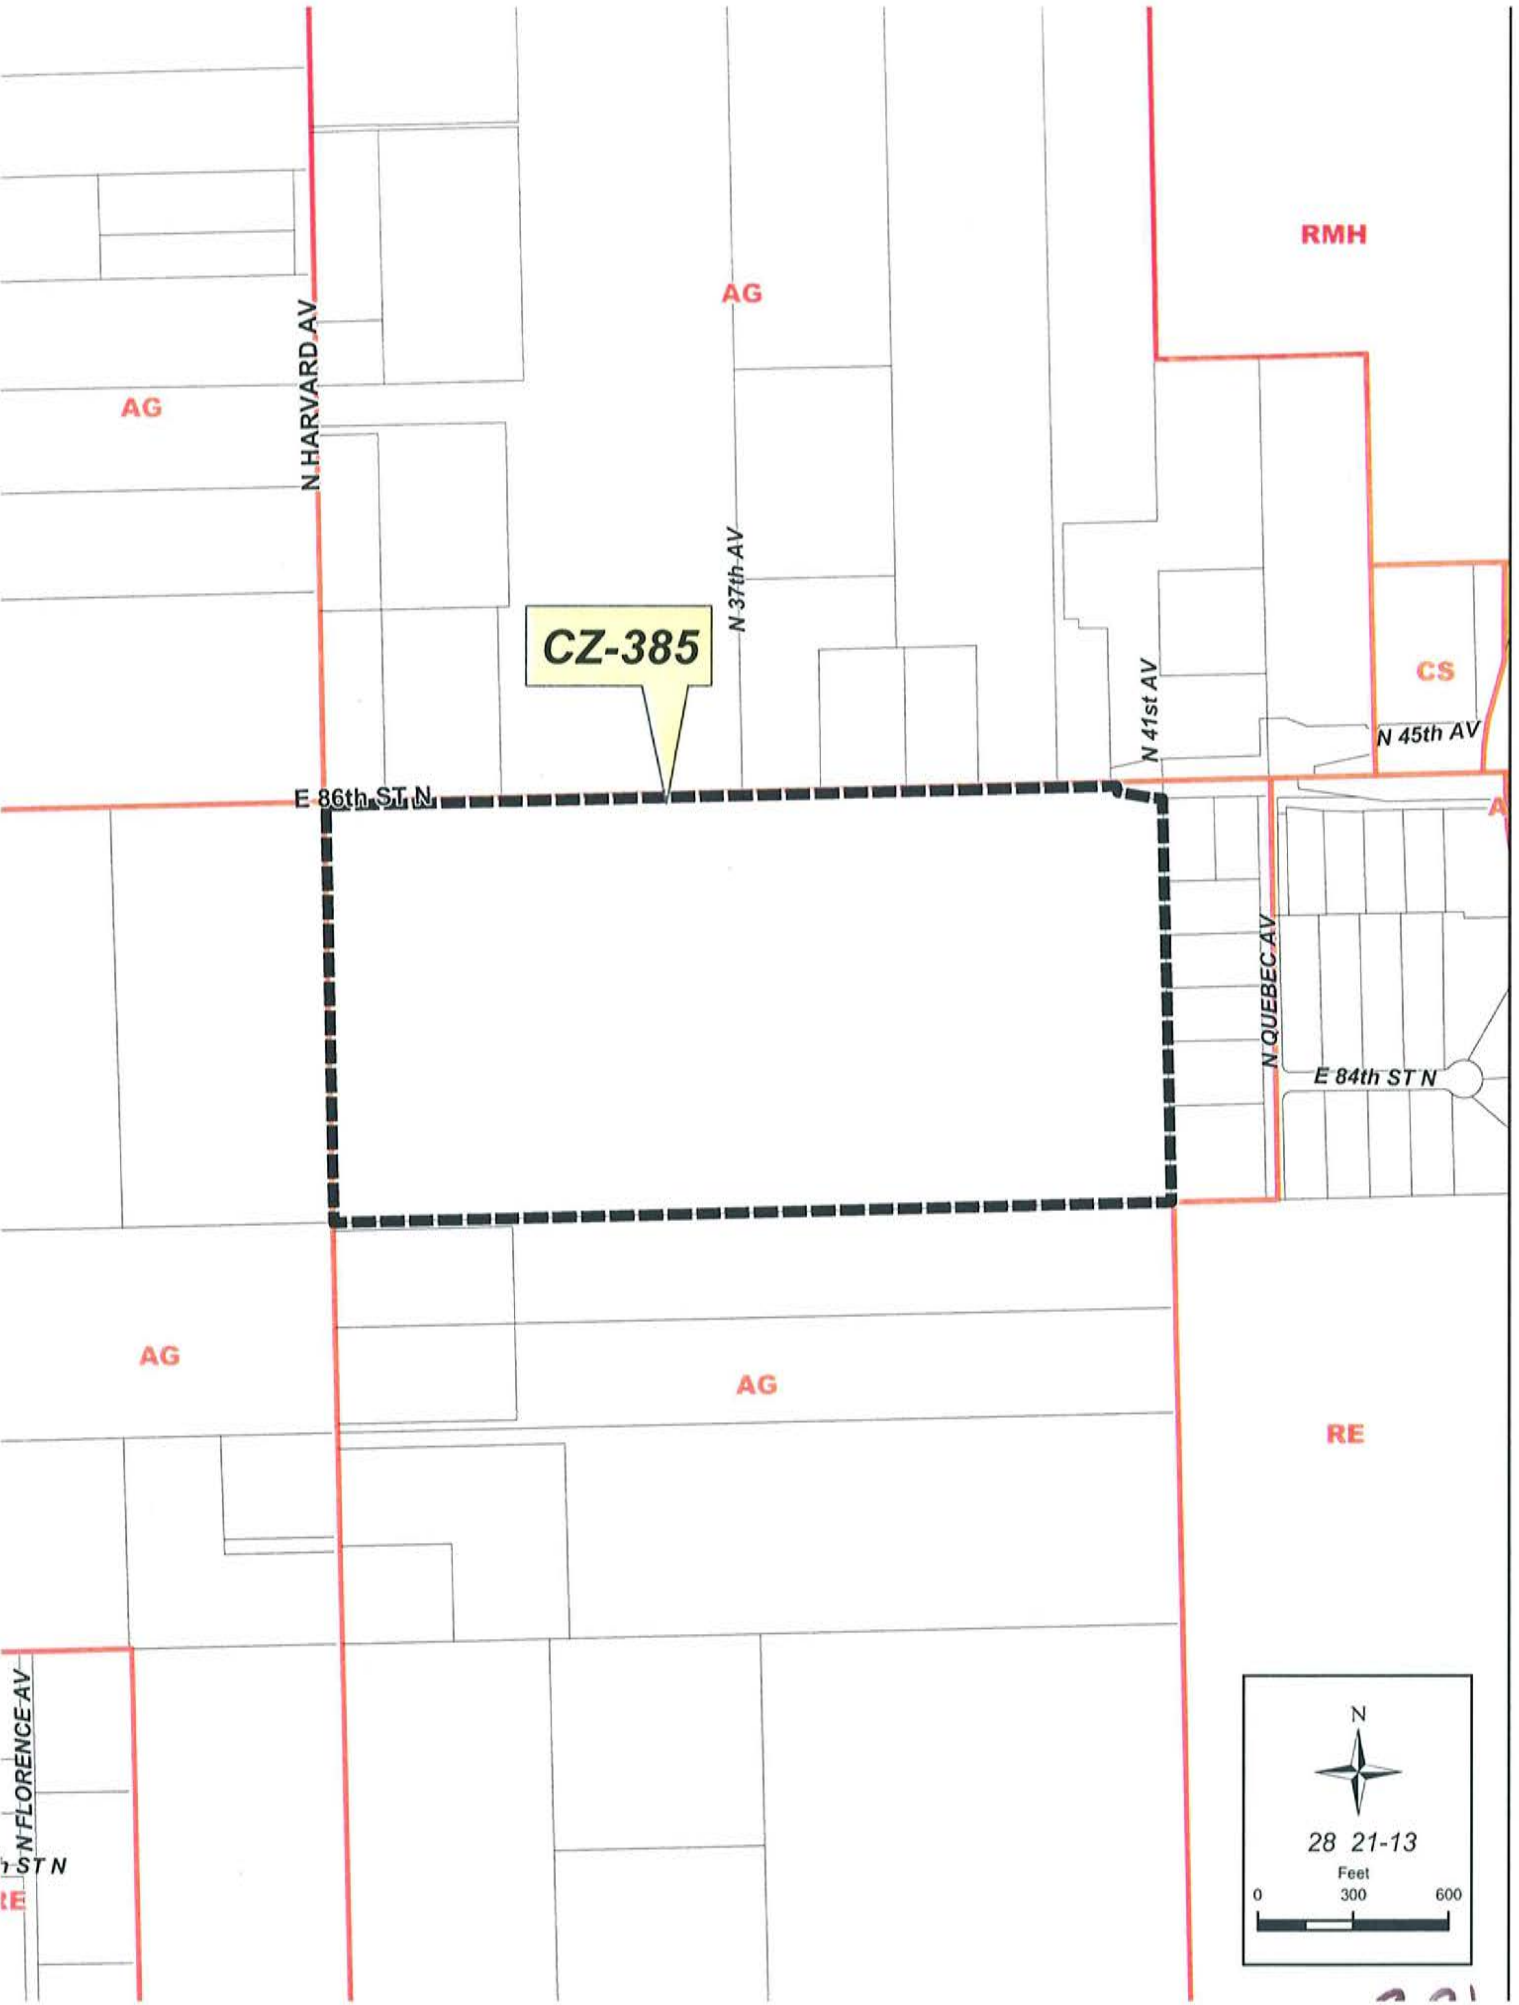 RMH
AG
N HARVARD AV
AG
N 37th AV
CZ-385
N 41st AV
CS
N 45th AV
E 86th ST N
A
N QUEBEC AV
E 84th ST N
AG
AG
RE
N FLORENCE AV
ST N
RE
N
28 21-13
Feet
0 300 600